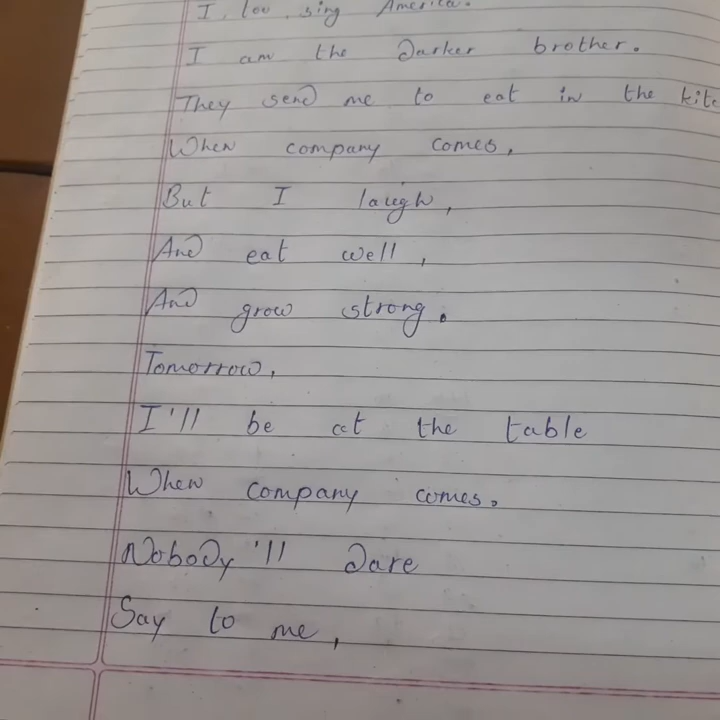 I, too, sing America.
I am the darker brother.
They send me to eat in the
When company comes,
But I laugh,
And eat well,
And grow strong.
Tomorrow,
I'll be at the table
When company comes.
Nobody'll dare
Say to me,